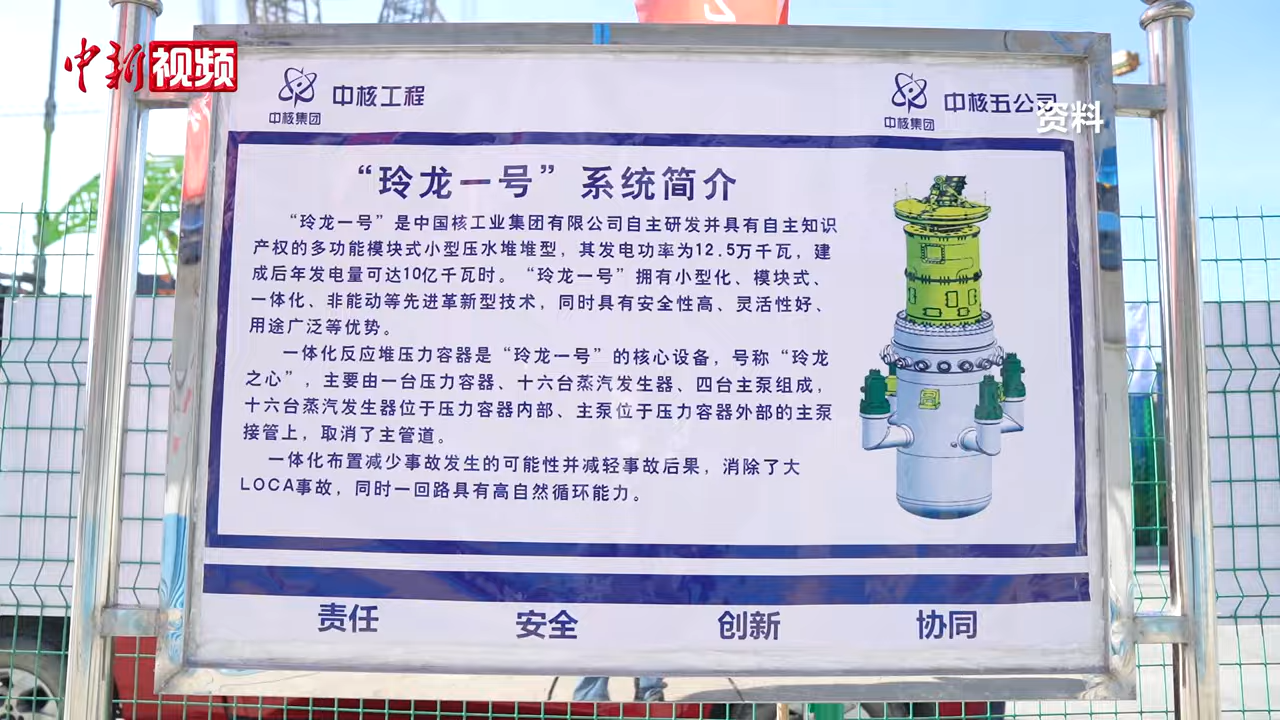 中新视频
中核集团 中核工程
中核集团 中核五公司
资料
“玲龙一号”系统简介
“玲龙一号”是中国核工业集团有限公司自主研发并具有自主知识
产权的多功能模块式小型压水堆堆型，其发电功率为12.5万千瓦，建
成后年发电量可达10亿千瓦时。“玲龙一号”拥有小型化、模块式、
一体化、非能动等先进革新型技术，同时具有安全性高、灵活性好、
用途广泛等优势。
一体化反应堆压力容器是“玲龙一号”的核心设备，号称“玲龙
之心”，主要由一台压力容器、十六台蒸汽发生器、四台主泵组成，
十六台蒸汽发生器位于压力容器内部、主泵位于压力容器外部的主泵
接管上，取消了主管道。
一体化布置减少事故发生的可能性并减轻事故后果，消除了大
LOCA事故，同时一回路具有高自然循环能力。
责任 安全 创新 协同